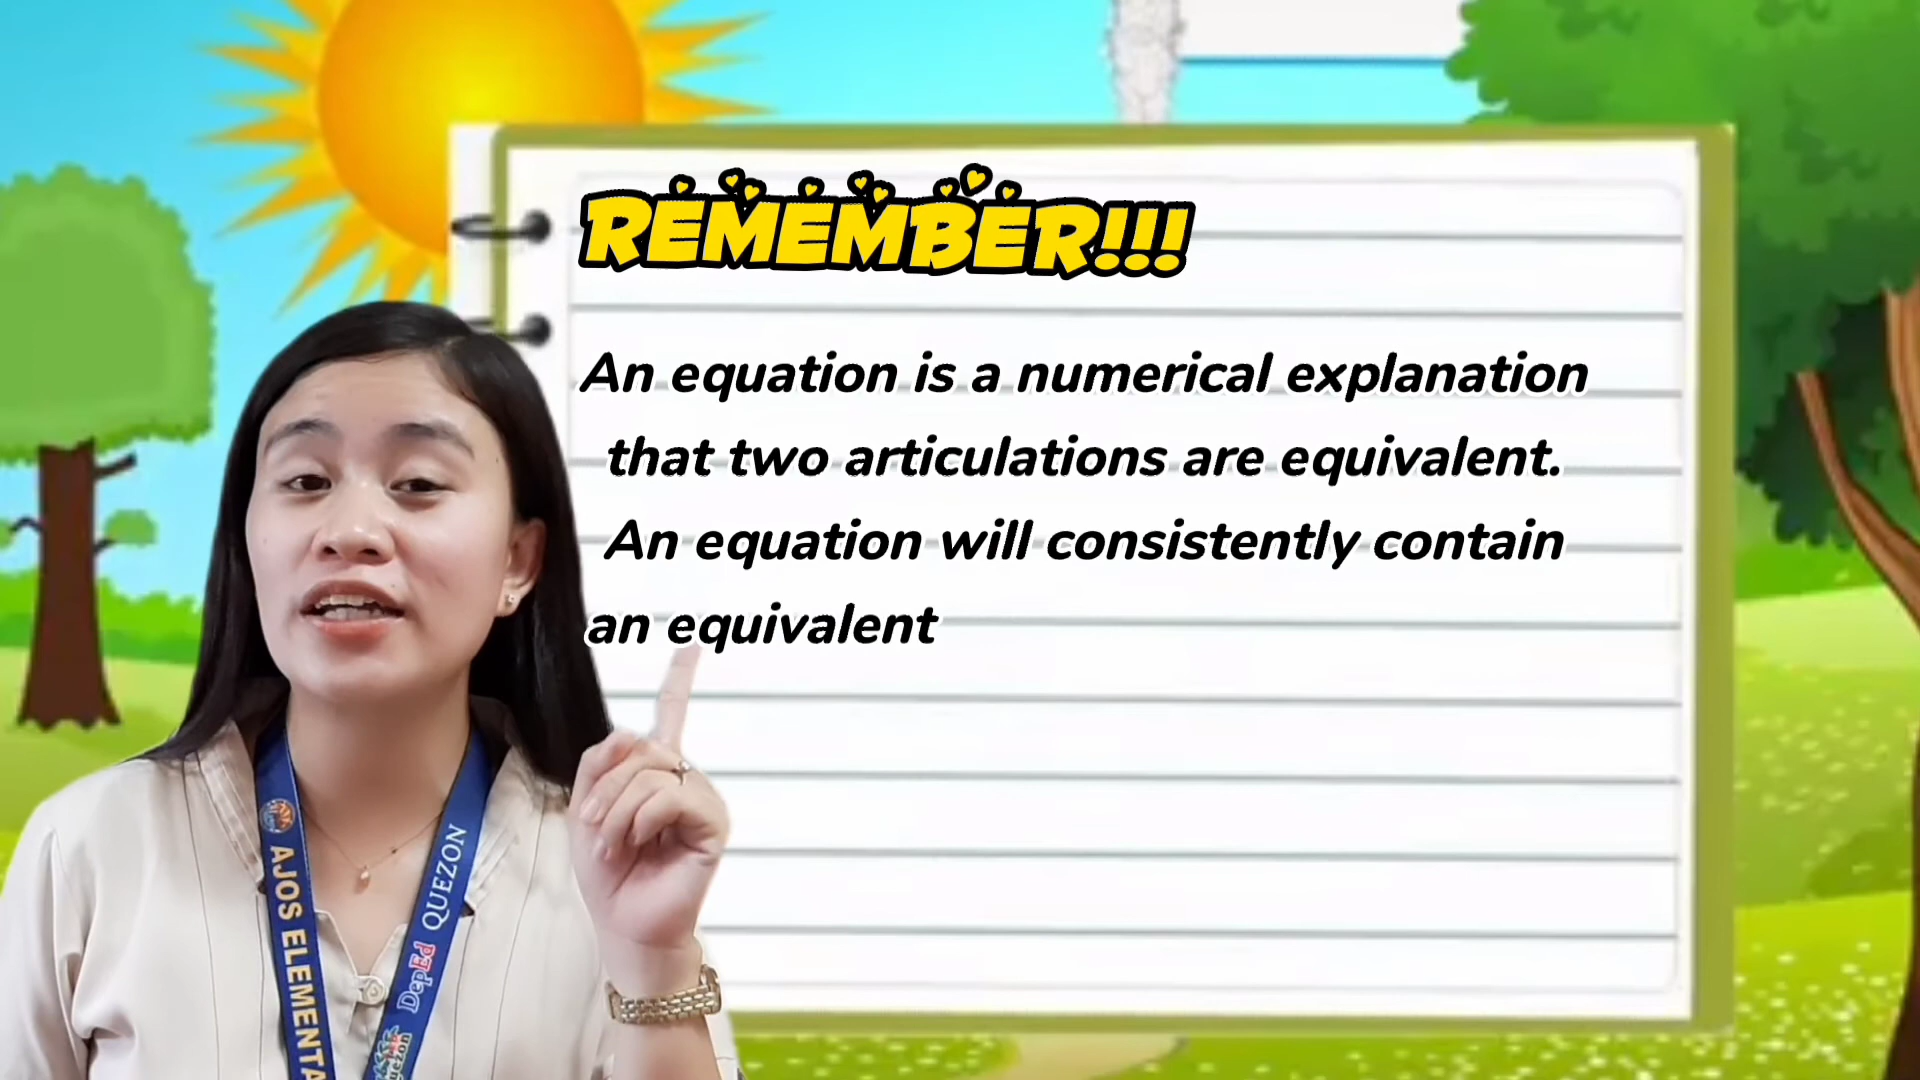 REMEMBER!!!
An equation is a numerical explanation
that two articulations are equivalent.
An equation will consistently contain
an equivalent
AJOS ELEMENTA
DepEd QUEZON